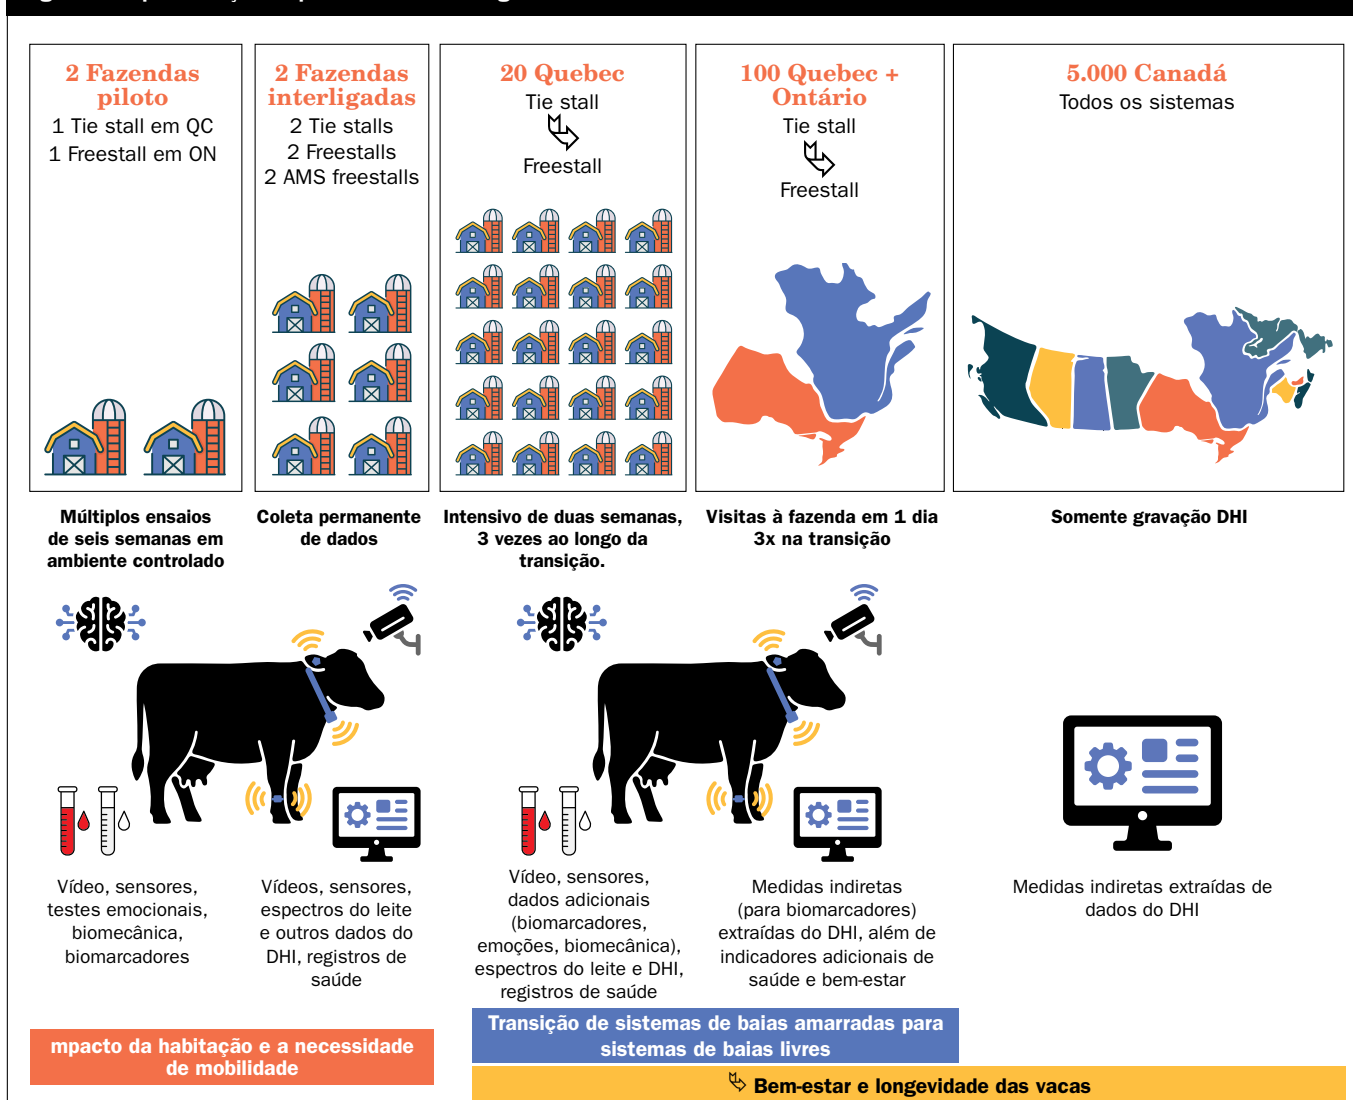 2 Fazendas
piloto
1 Tie stall em QC
1 Freestall em ON
2 Fazendas
interligadas
2 Tie stalls
2 Freestalls
2 AMS freestalls
20 Quebec
Tie stall
Freestall
100 Quebec +
Ontário
Tie stall
Freestall
5.000 Canadá
Todos os sistemas
Múltiplos ensaios
de seis semanas em
ambiente controlado
Coleta permanente
de dados
Intensivo de duas semanas,
3 vezes ao longo da
transição.
Visitas à fazenda em 1 dia
3x na transição
Somente gravação DHI
Vídeo, sensores,
testes emocionais,
biomecânica,
biomarcadores
Vídeos, sensores,
espectros do leite
e outros dados do
DHI, registros de
saúde
Vídeo, sensores,
dados adicionais
(biomarcadores,
emoções, biomecânica),
espectros do leite e DHI,
registros de saúde
Medidas indiretas
(para biomarcadores)
extraídas do DHI, além de
indicadores adicionais de
saúde e bem-estar
Medidas indiretas extraídas de
dados do DHI
mpacto da habitação e a necessidade
de mobilidade
Transição de sistemas de baias amarradas para
sistemas de baias livres
Bem-estar e longevidade das vacas